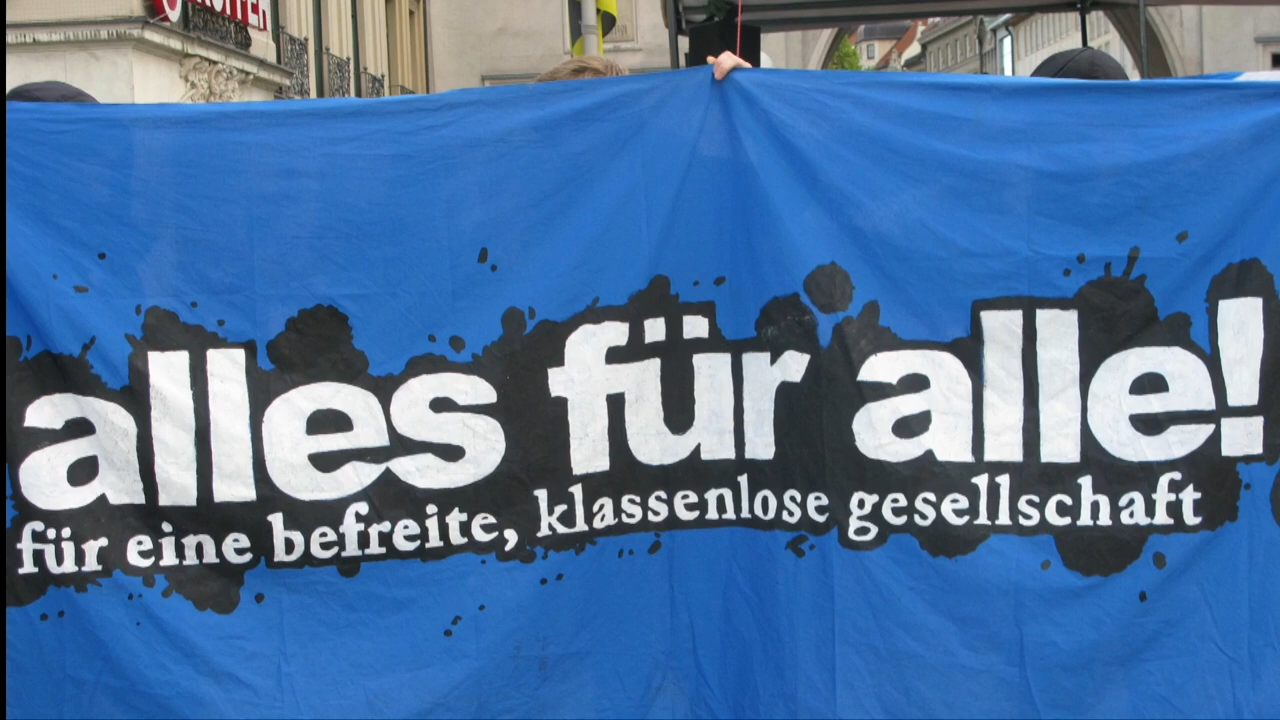 alles für alle!
für eine befreite, klassenlose gesellschaft